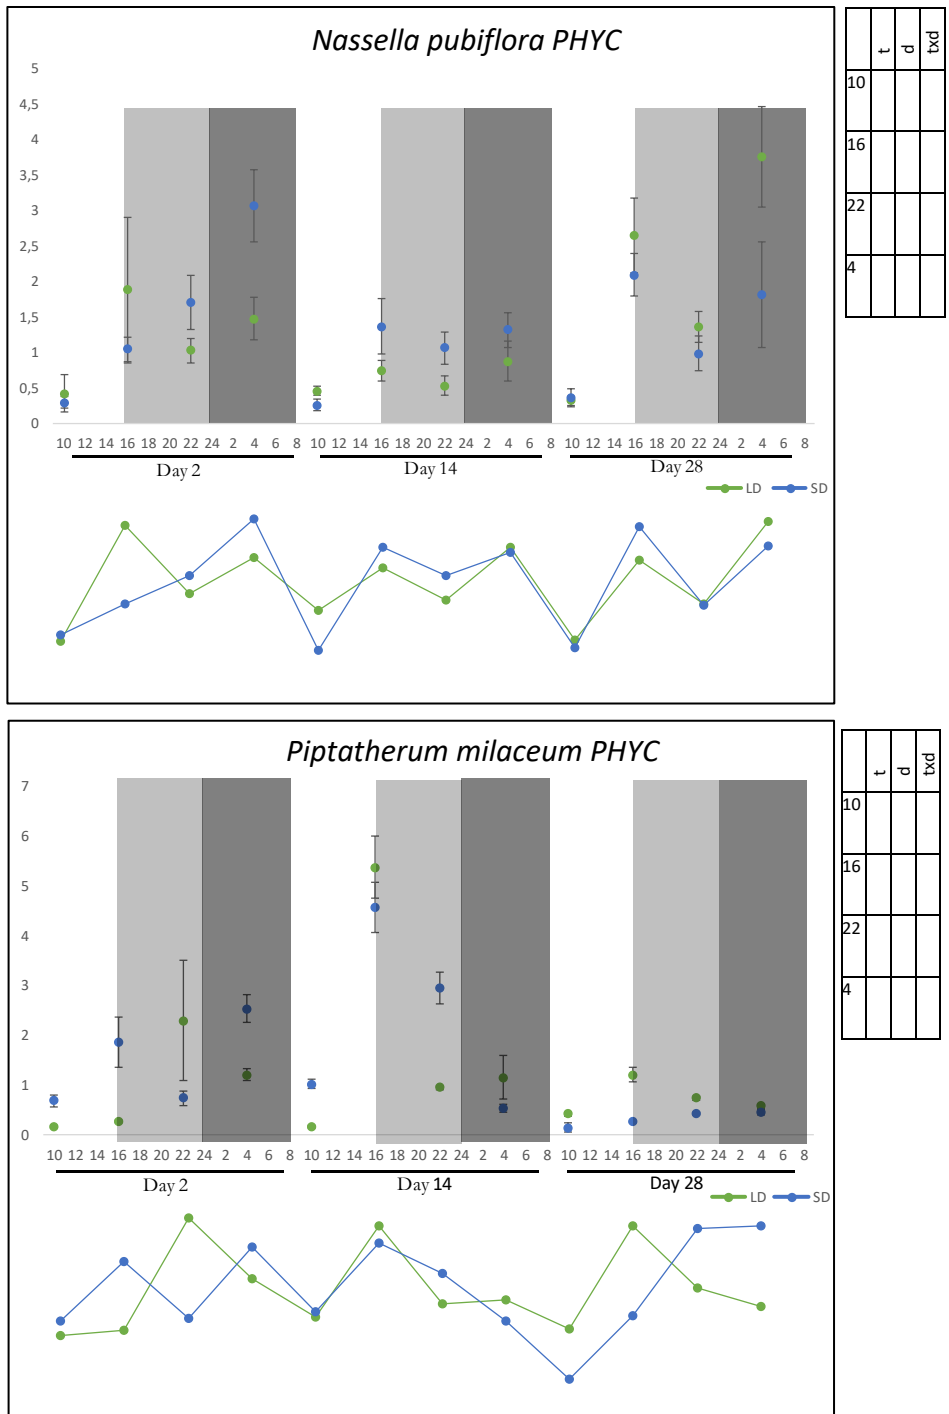 Nassella pubiflora PHYC
5
4,5
4
3,5
3
2,5
2
1,5
1
0,5
0
10 12 14 16 18 20 22 24 2 4 6 8 10 12 14 16 18 20 22 24 2 4 6 8 10 12 14 16 18 20 22 24 2 4 6 8
Day 2 Day 14 Day 28
LD SD
t d txd
10
16
22
4
Piptatherum milaceum PHYC
7
6
5
4
3
2
1
0
10 12 14 16 18 20 22 24 2 4 6 8 10 12 14 16 18 20 22 24 2 4 6 8 10 12 14 16 18 20 22 24 2 4 6 8
Day 2 Day 14 Day 28
LD SD
t d txd
10
16
22
4